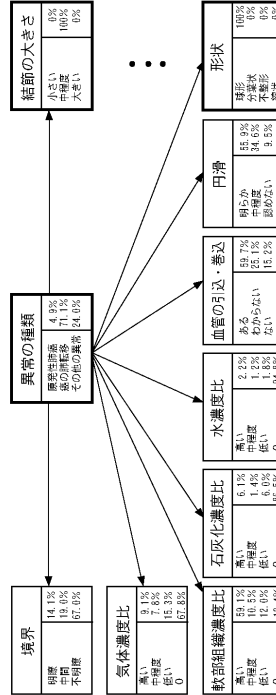 境界
明瞭 14.1%
中間 19.0%
不明瞭 67.0%
異常の種類
原発性肺癌 4.9%
癌の肺転移 71.1%
その他の異常 24.0%
結節の大きさ
小さい 0%
中程度 100%
大きい 0%
•••
気体濃度比
高い 9.1%
中程度 7.8%
低い 15.3%
0 67.8%
軟部組織濃度比
高い 59.1%
中程度 10.5%
低い 12.0%
0
石灰化濃度比
高い 6.1%
中程度 1.4%
低い 6.0%
0
水濃度比
高い 2.2%
中程度 1.2%
低い 1.8%
0
血管の引込・巻込
ある 59.7%
わからない 25.1%
ない 15.2%
円滑
明らか 55.9%
中程度 34.6%
認めない 9.5%
形状
球形 100%
分葉状 0%
不整形 0%